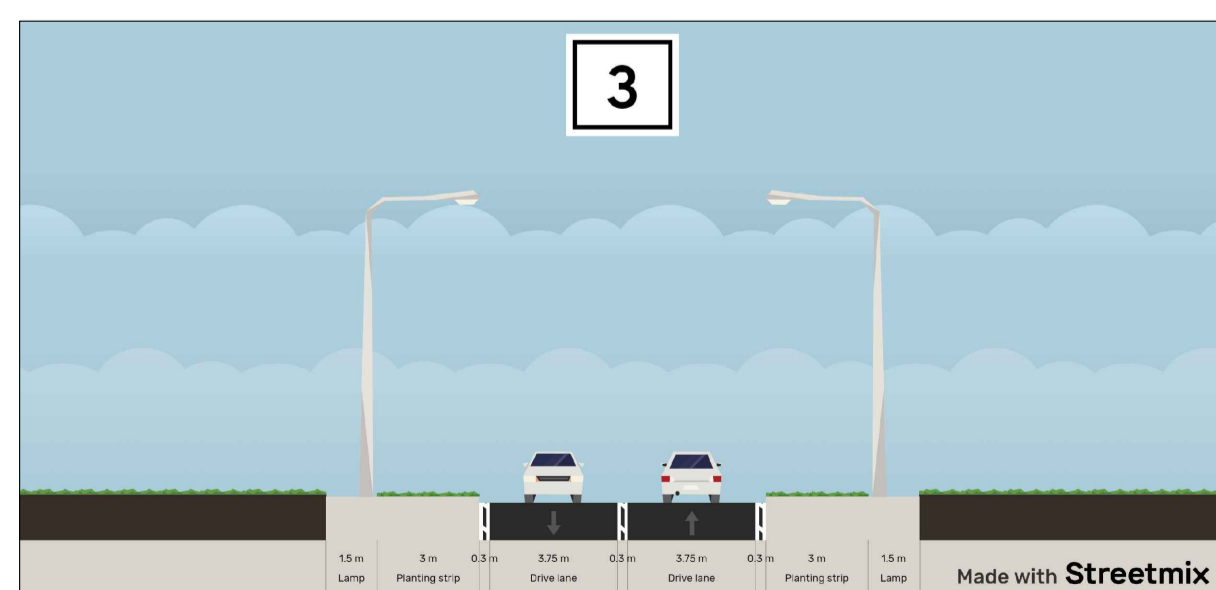 3
1.5 m 3 m 0.3 m 3.75 m 0.3 m 3.75 m 0.3 m 3 m 1.5 m
Lamp Planting strip Drive lane Drive lane Planting strip Lamp
Made with Streetmix